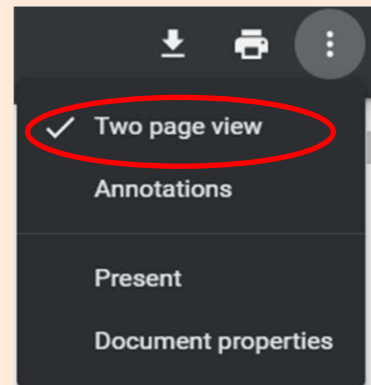 Two page view
Annotations
Present
Document properties